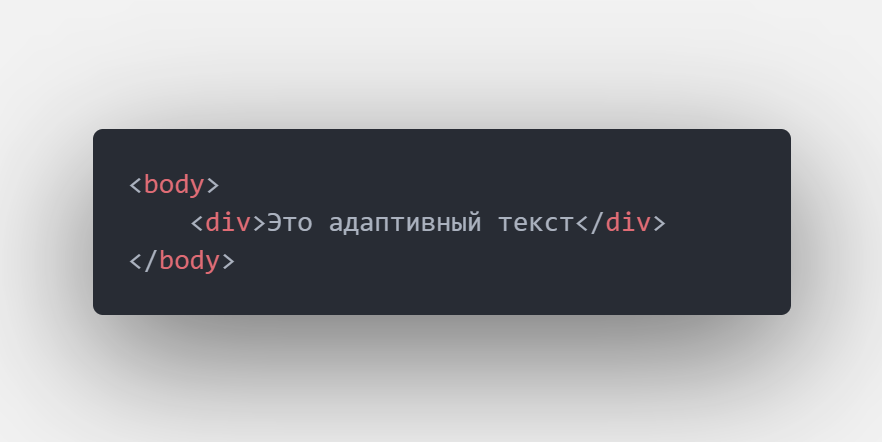 <body>
    <div>Это адаптивный текст</div>
</body>